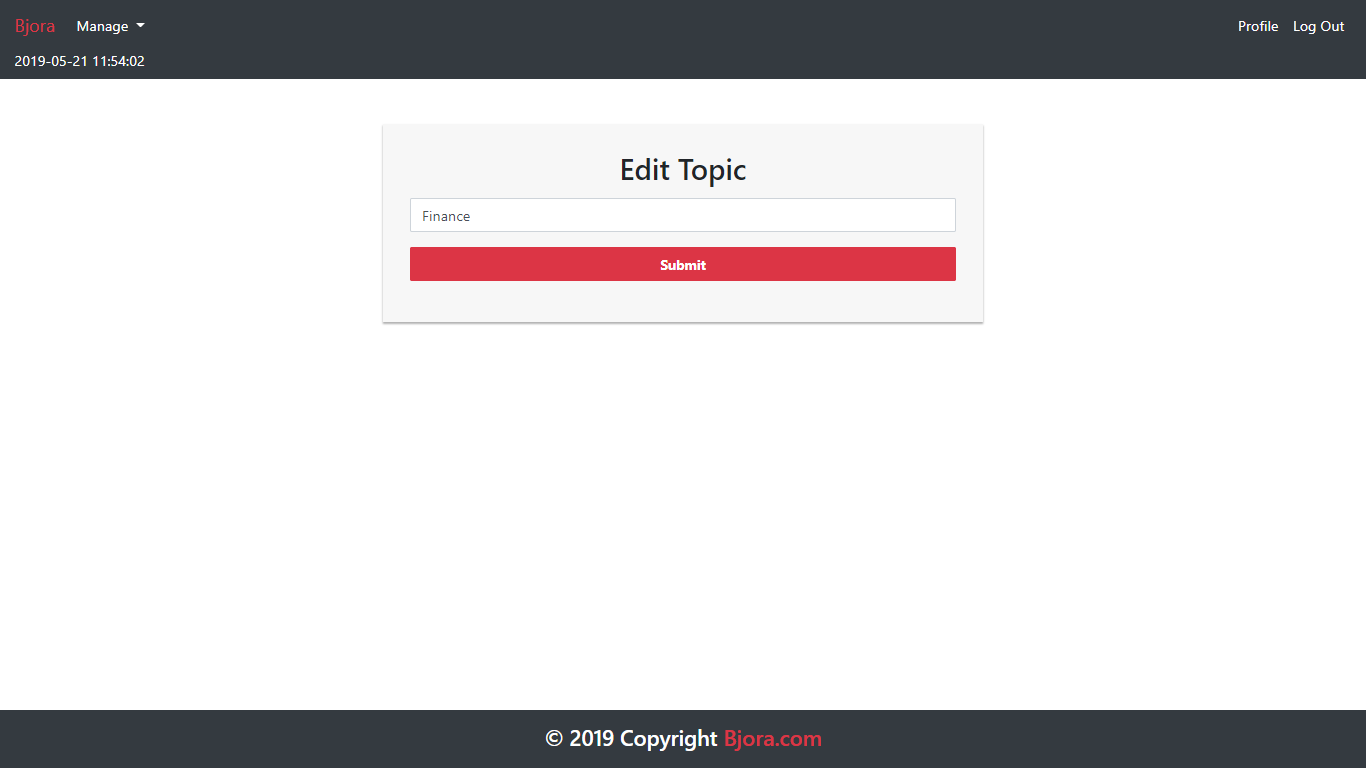 Bjora Manage Profile Log Out
2019-05-21 11:54:02
Edit Topic
Finance
Submit
© 2019 Copyright Bjora.com